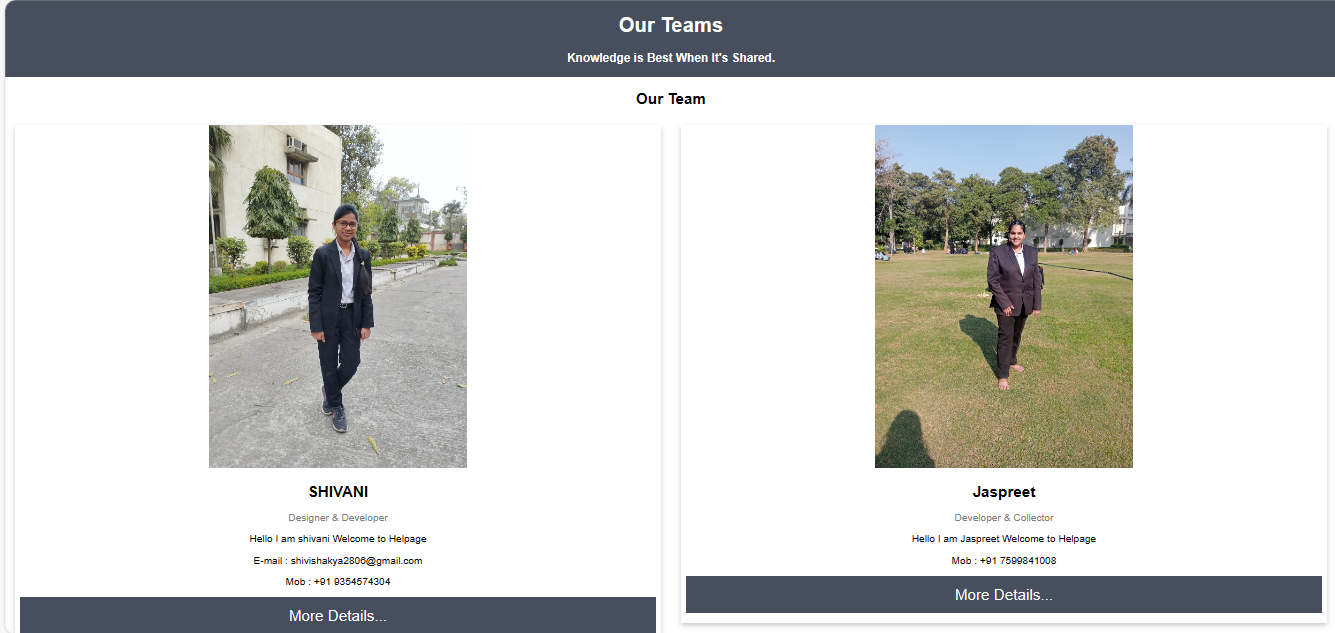 Our Teams
Knowledge is Best When It's Shared.
Our Team
SHIVANI
Designer & Developer
Hello I am shivani Welcome to Helpage
E-mail : shivishakya2806@gmail.com
Mob : +91 9354574304
More Details...
Jaspreet
Developer & Collector
Hello I am Jaspreet Welcome to Helpage
Mob : +91 7599841008
More Details...